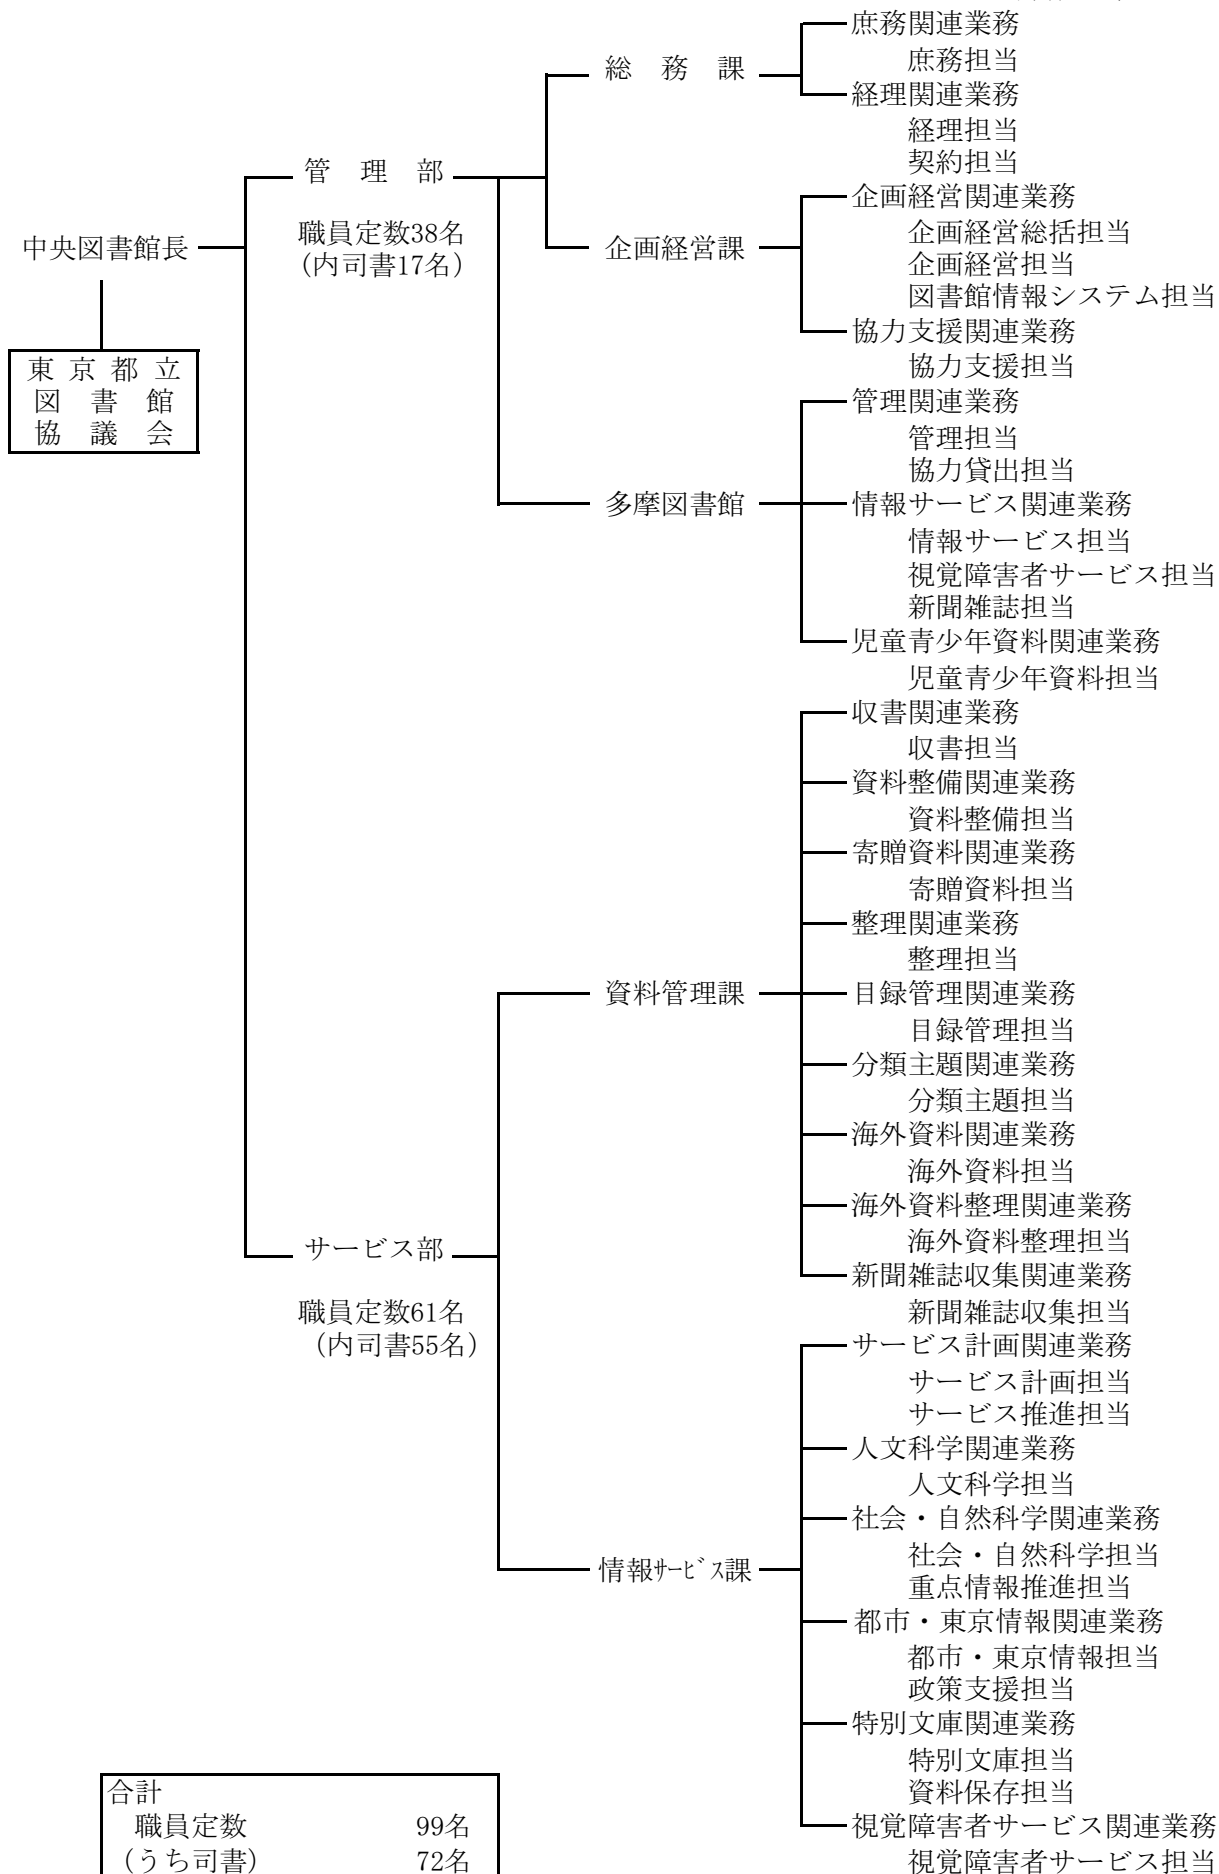 中央図書館長
東京都立
図書館
協議会
管理部
職員定数38名
(内司書17名)
総務課
庶務関連業務
庶務担当
経理関連業務
経理担当
契約担当
企画経営課
企画経営関連業務
企画経営総括担当
企画経営担当
図書館情報システム担当
協力支援関連業務
協力支援担当
多摩図書館
管理関連業務
管理担当
協力貸出担当
情報サービス関連業務
情報サービス担当
視覚障害者サービス担当
新聞雑誌担当
児童青少年資料関連業務
児童青少年資料担当
サービス部
職員定数61名
(内司書55名)
資料管理課
収書関連業務
収書担当
資料整備関連業務
資料整備担当
寄贈資料関連業務
寄贈資料担当
整理関連業務
整理担当
目録管理関連業務
目録管理担当
分類主題関連業務
分類主題担当
海外資料関連業務
海外資料担当
海外資料整理関連業務
海外資料整理担当
新聞雑誌収集関連業務
新聞雑誌収集担当
情報ｻｰﾋﾞｽ課
サービス計画関連業務
サービス計画担当
サービス推進担当
人文科学関連業務
人文科学担当
社会・自然科学関連業務
社会・自然科学担当
重点情報推進担当
都市・東京情報関連業務
都市・東京情報担当
政策支援担当
特別文庫関連業務
特別文庫担当
資料保存担当
視覚障害者サービス関連業務
視覚障害者サービス担当
合計
職員定数 99名
(うち司書) 72名